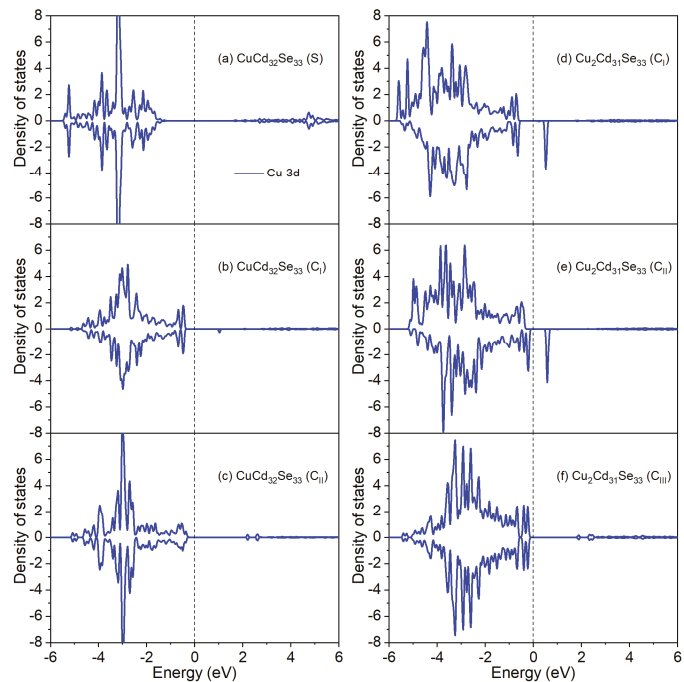 8
6
4
2
0
2
4
6
8
Density of states
(a) CuCd32Se33 (S)
Cu 3d
6
4
2
0
2
4
6
8
Density of states
(b) CuCd32Se33 (CI)
6
4
2
0
2
4
6
8
Density of states
(c) CuCd32Se33 (CII)
-6 -4 -2 0 2 4 6
Energy (eV)
8
6
4
2
0
2
4
6
8
Density of states
(d) Cu2Cd31Se33 (CI)
6
4
2
0
2
4
6
8
Density of states
(e) Cu2Cd31Se33 (CII)
6
4
2
0
2
4
6
8
Density of states
(f) Cu2Cd31Se33 (CIII)
-6 -4 -2 0 2 4 6
Energy (eV)